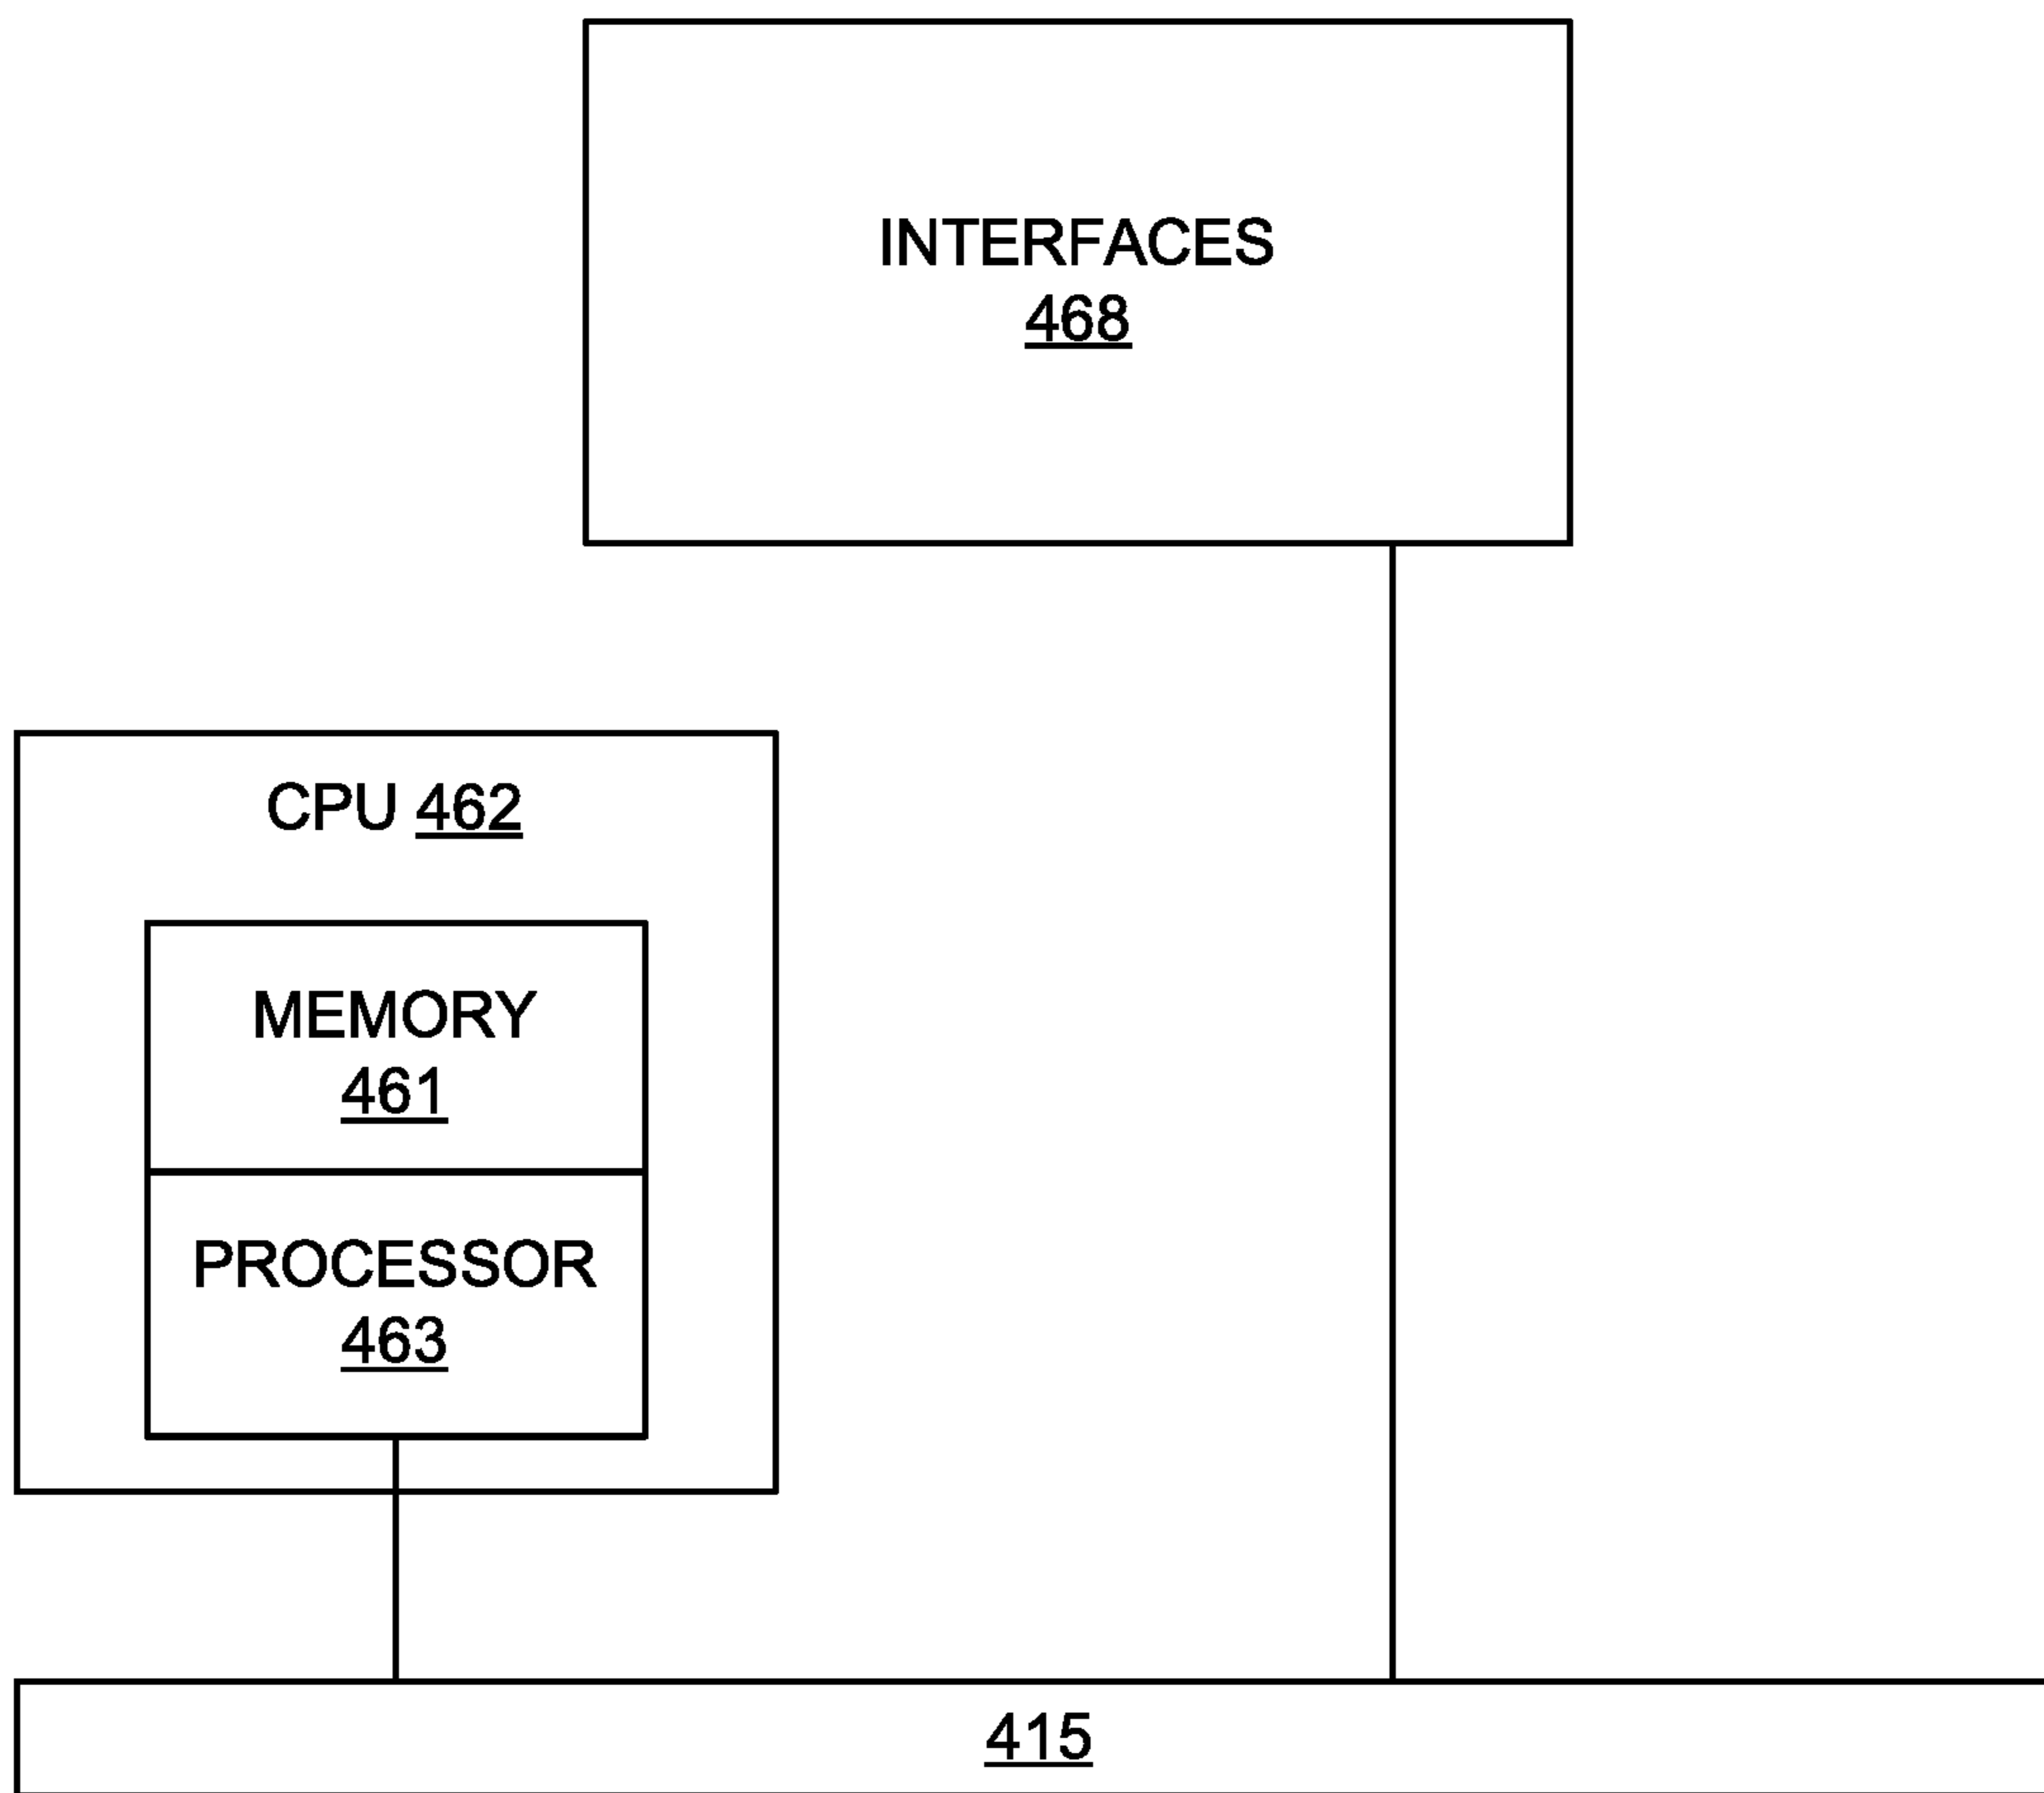 INTERFACES
468
CPU 462
MEMORY
461
PROCESSOR
463
415